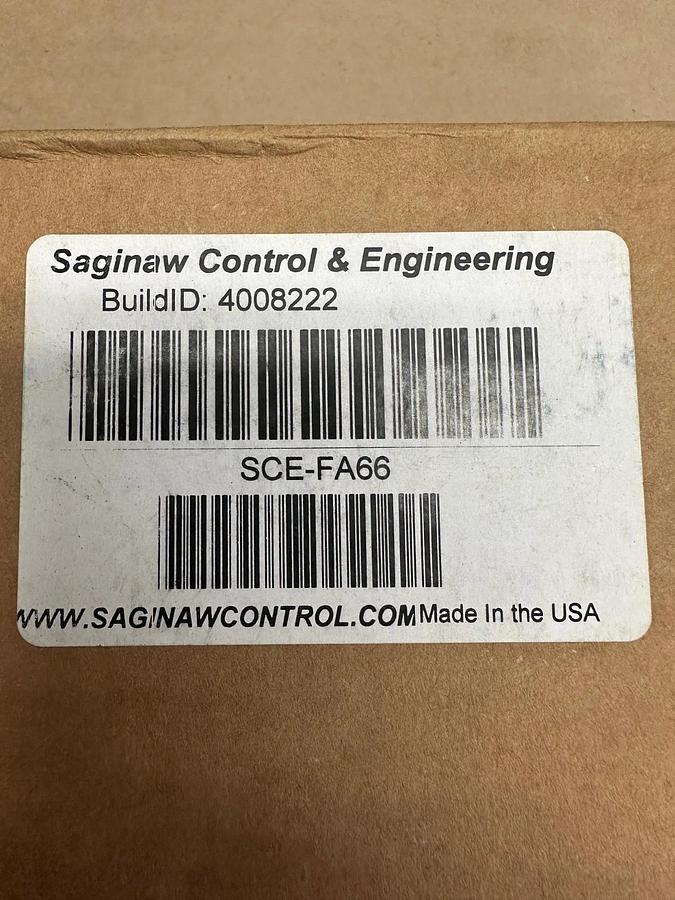 Saginaw Control & Engineering
BuildID: 4008222
SCE-FA66
WWW.SAGINAWCONTROL.COM Made In the USA